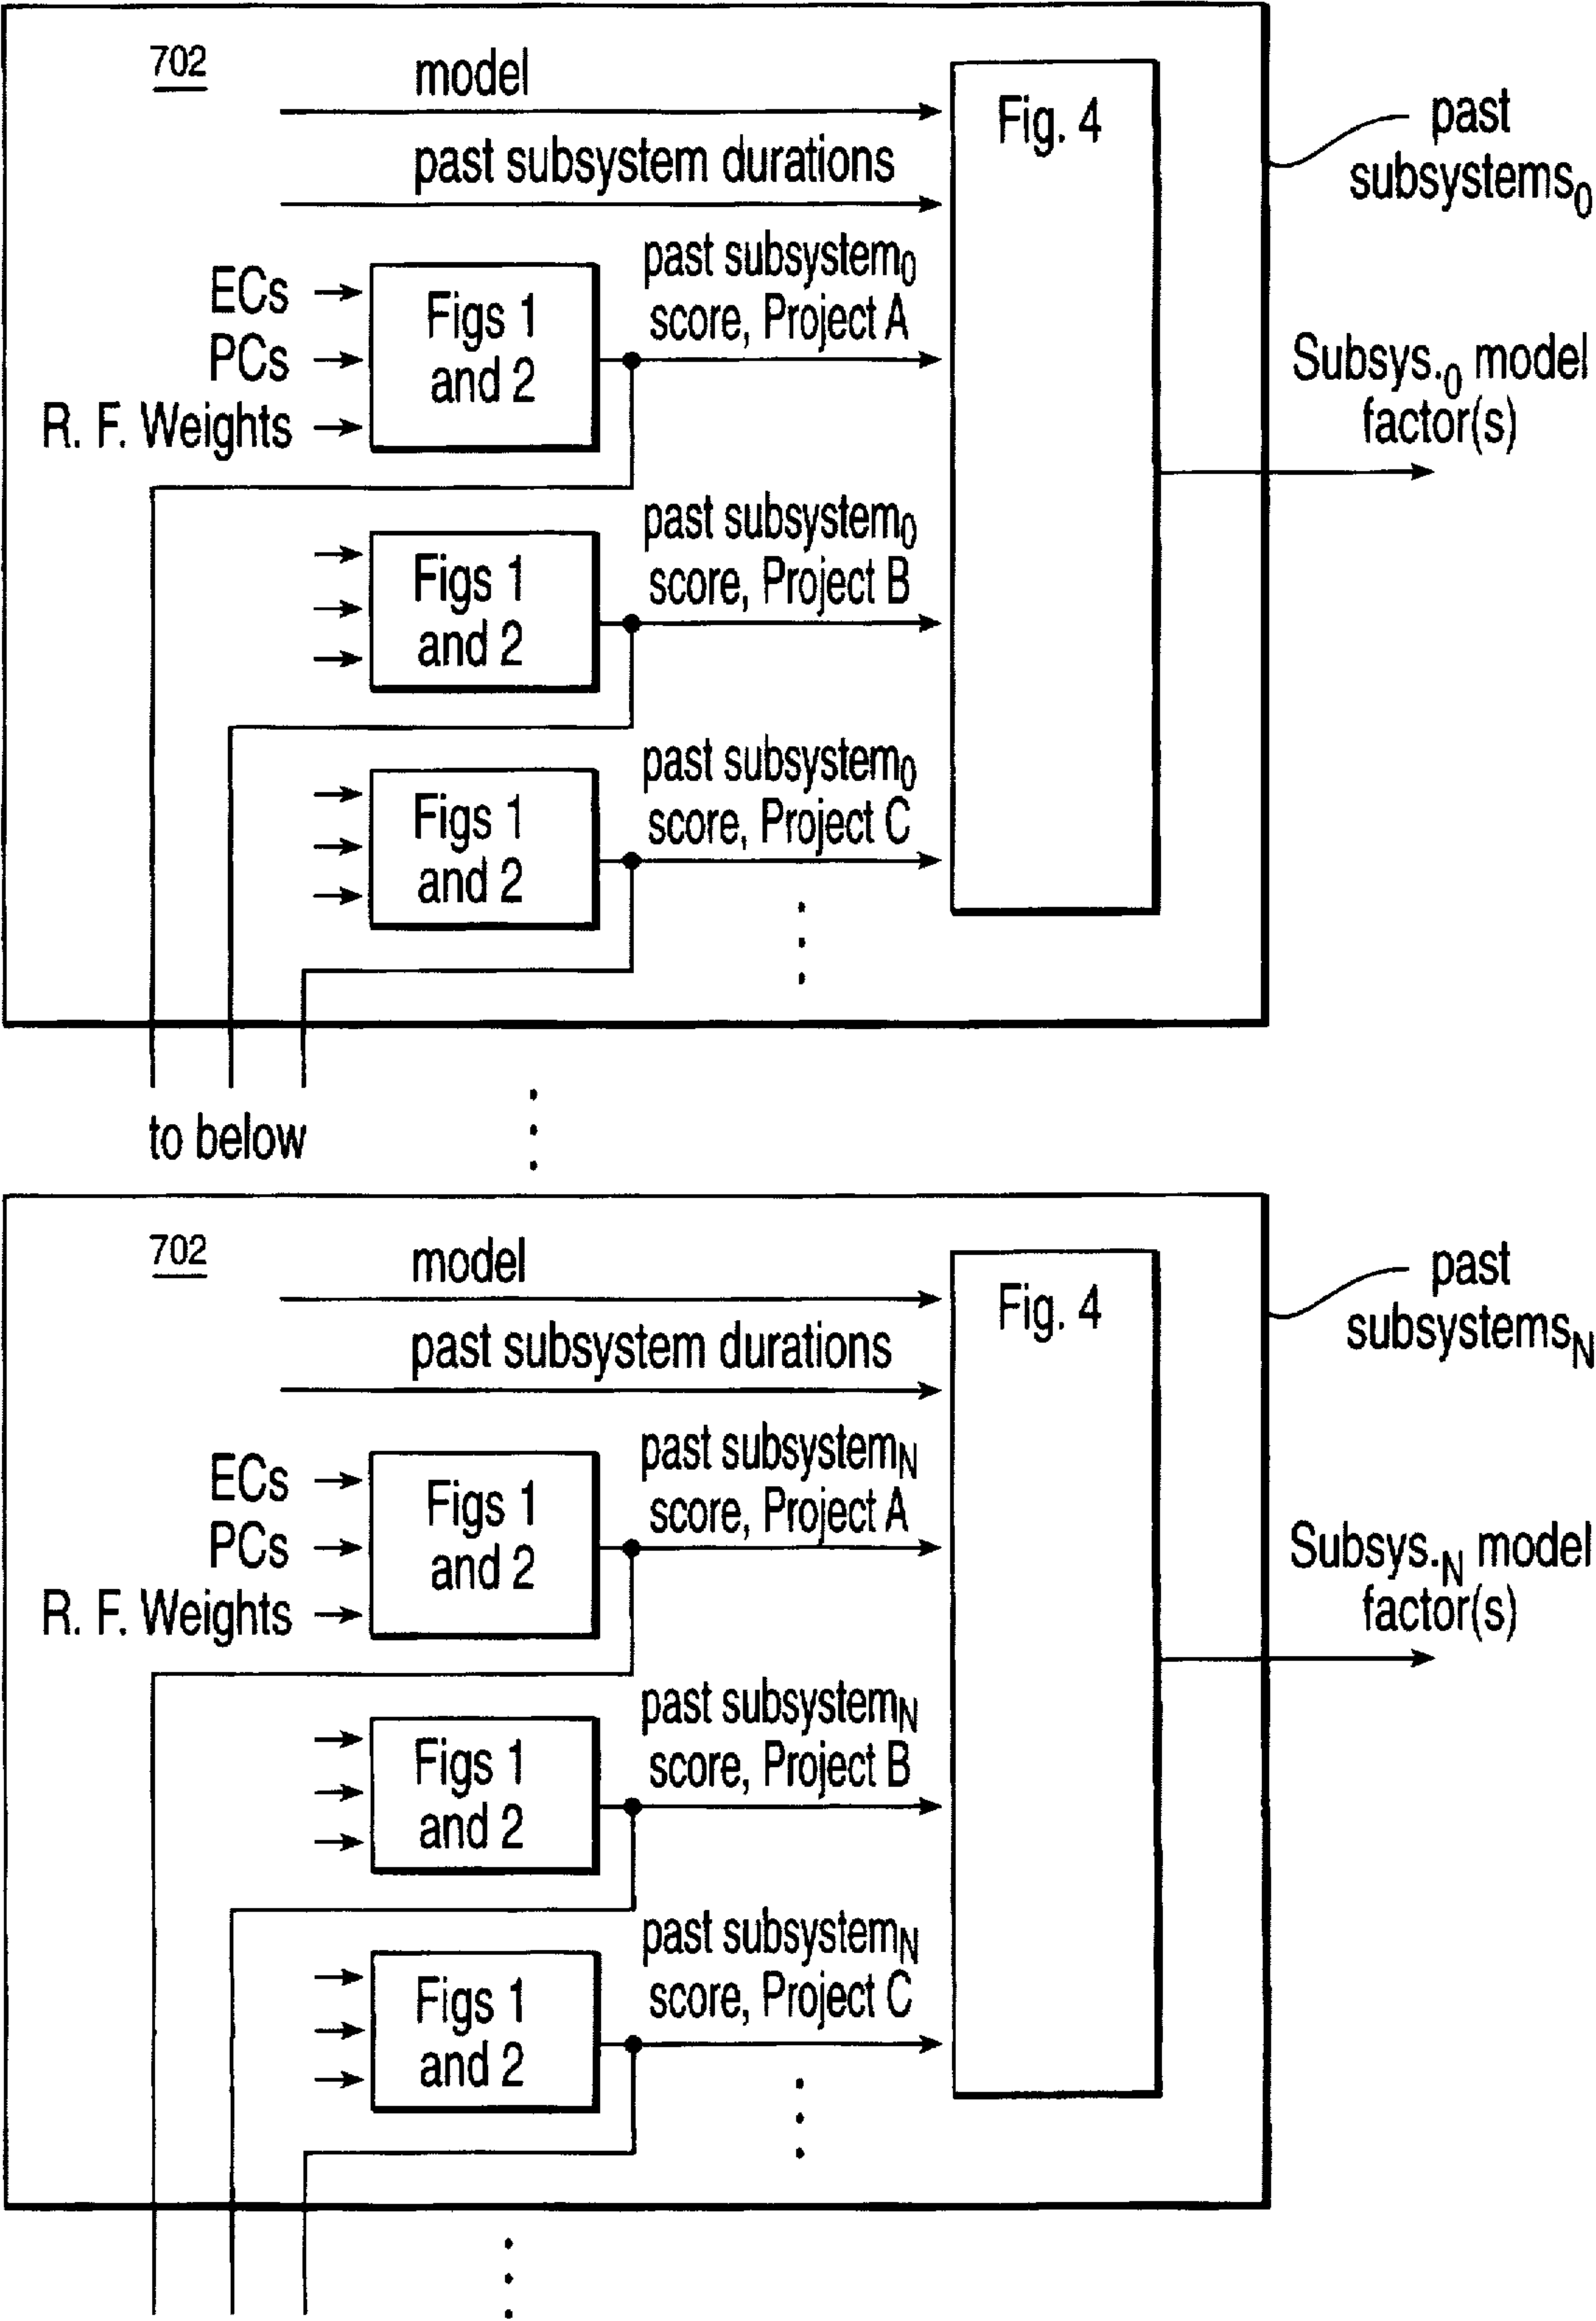 702
model
Fig. 4
past
subsystems0
past subsystem durations
past subsystem0
score, Project A
ECs
PCs
R. F. Weights
Figs 1
and 2
Subsys.0 model
factor(s)
past subsystem0
score, Project B
Figs 1
and 2
past subsystem0
score, Project C
Figs 1
and 2
to below
702
model
Fig. 4
past
subsystemsN
past subsystem durations
past subsystemN
score, Project A
ECs
PCs
R. F. Weights
Figs 1
and 2
Subsys.N model
factor(s)
past subsystemN
score, Project B
Figs 1
and 2
past subsystemN
score, Project C
Figs 1
and 2